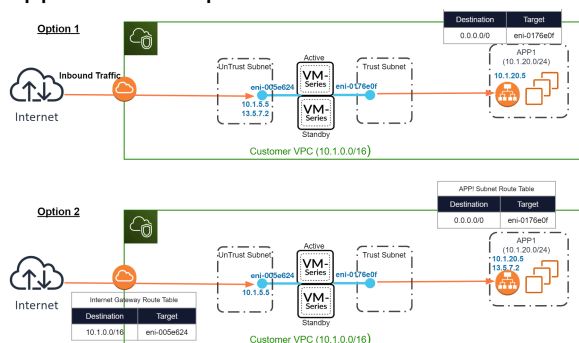 Option 1
Destination Target
0.0.0.0/0 eni-0176e0f
APP1
(10.1.20.0/24)
10.1.20.5
Active
UnTrust Subnet
Trust Subnet
Inbound Traffic
VM-
Series
eni-005e624
eni-0176e0f
10.1.5.5
13.5.7.2
VM-
Series
Internet
Standby
Customer VPC (10.1.0.0/16)
Option 2
APP! Subnet Route Table
Destination Target
0.0.0.0/0 eni-0176e0f
APP1
(10.1.20.0/24)
10.1.20.5
13.5.7.2
Active
UnTrust Subnet
Trust Subnet
VM-
Series
eni-005e624
eni-0176e0f
10.1.5.5
VM-
Series
Internet
Standby
Internet Gateway Route Table
Destination Target
10.1.0.0/16 eni-005e624
Customer VPC (10.1.0.0/16)